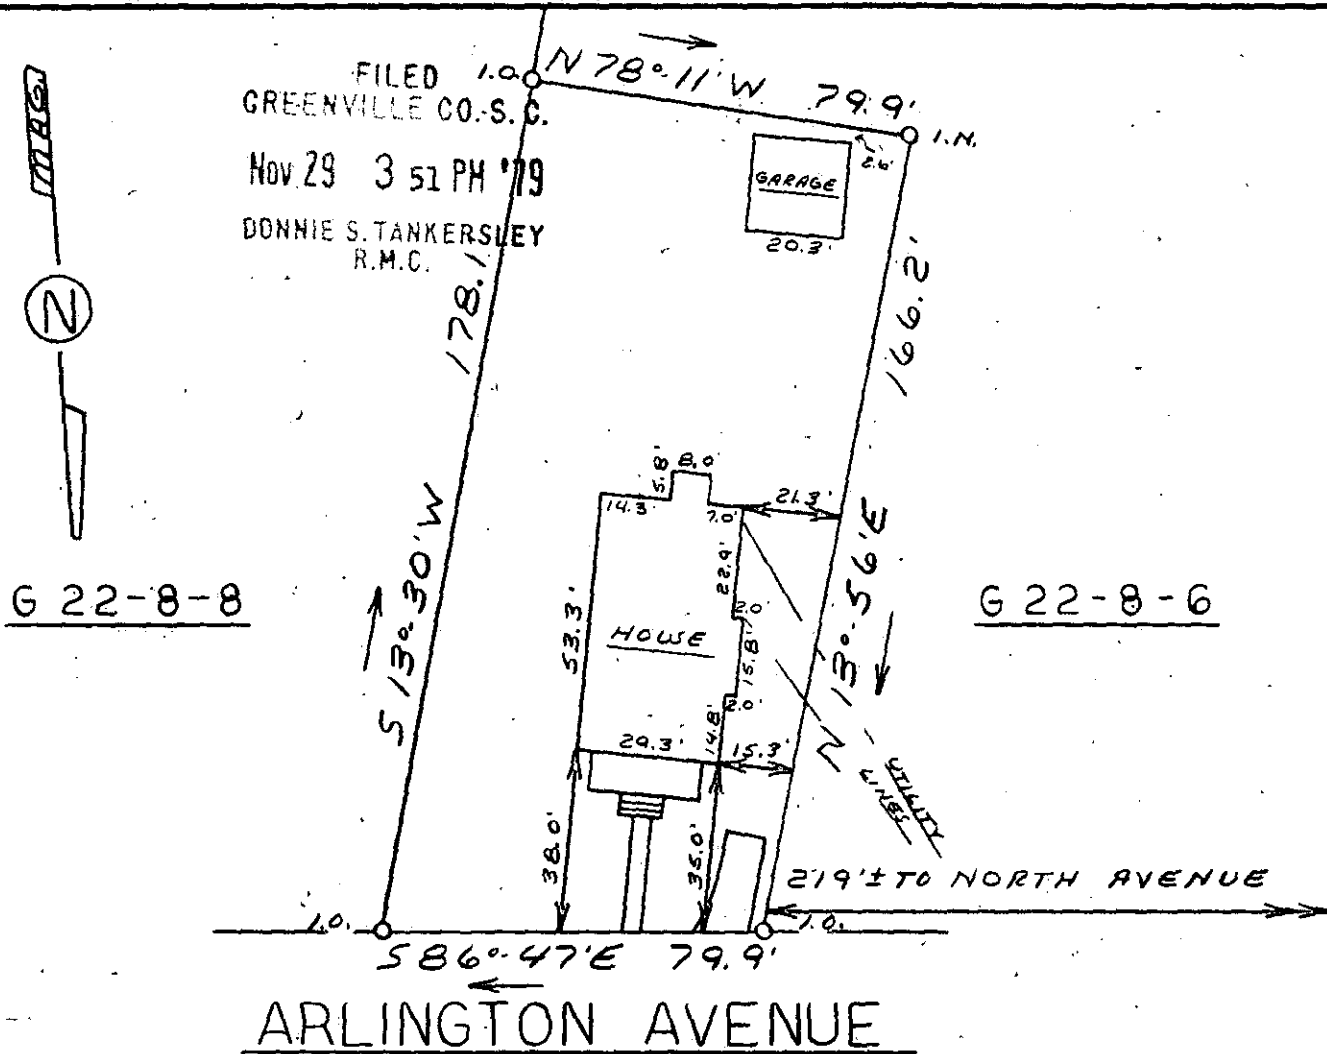 MAG
N
FILED
GREENVILLE CO. S. C.
Nov 29 3 51 PM '79
DONNIE S. TANKERSLEY
R.M.C.
I.O.
N 78°-11' W 79.9'
I.N.
2.6'
GARAGE
20.3'
178.1
166.2'
S 13°-30' W
N 13°-56' E
G 22-8-8
G 22-8-6
5.8'
8.0
14.3'
7.0'
21.3'
22.9'
2.0'
15.8'
2.0'
14.8'
53.3'
HOUSE
29.3'
15.3'
38.0'
35.0'
UTILITY
LINES
219'± TO NORTH AVENUE
I.O.
I.O.
S 86°-47' E 79.9'
ARLINGTON AVENUE